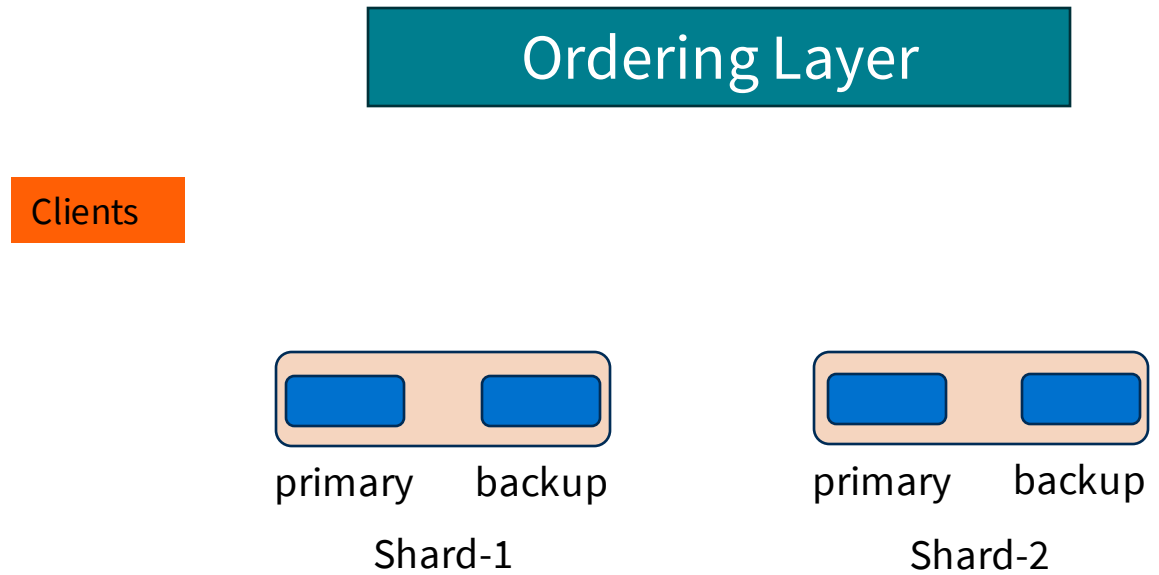 Ordering Layer
Clients
primary backup
primary backup
Shard-1
Shard-2